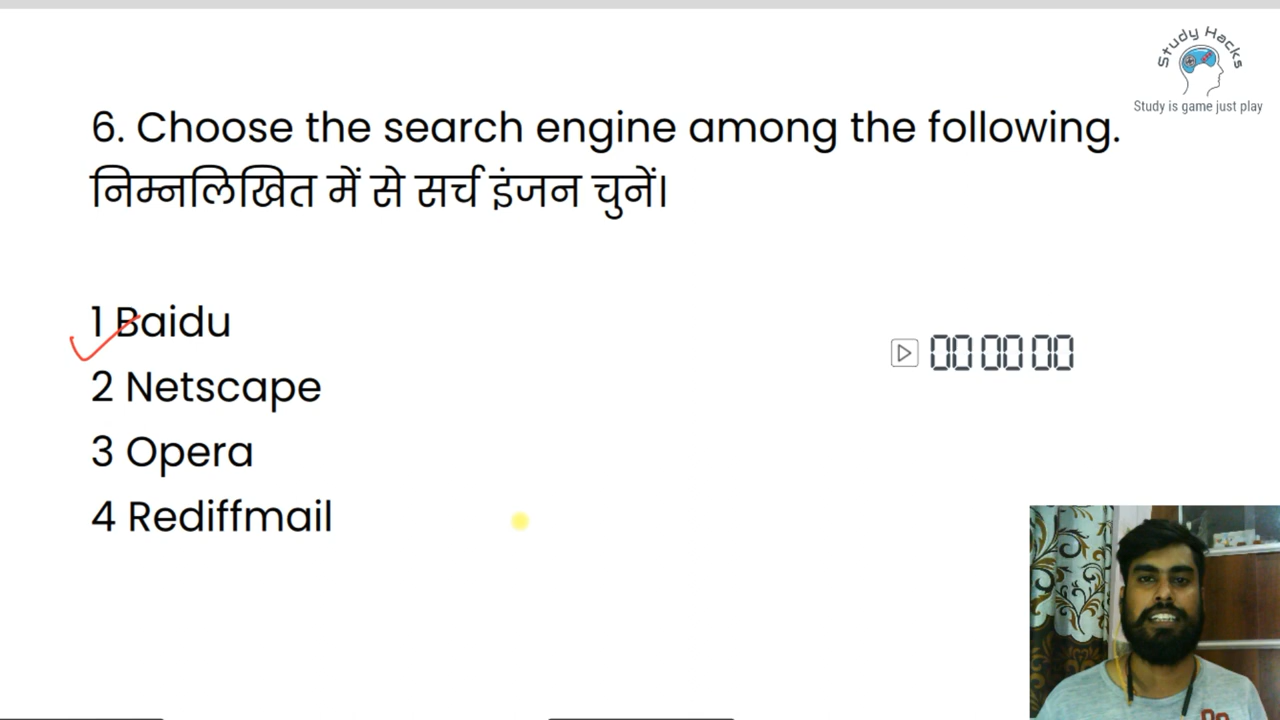 Study Hacks
Study is game just play
6. Choose the search engine among the following.
निम्नलिखित में से सर्च इंजन चुनें।
1 Baidu
2 Netscape
3 Opera
4 Rediffmail
00 00 00